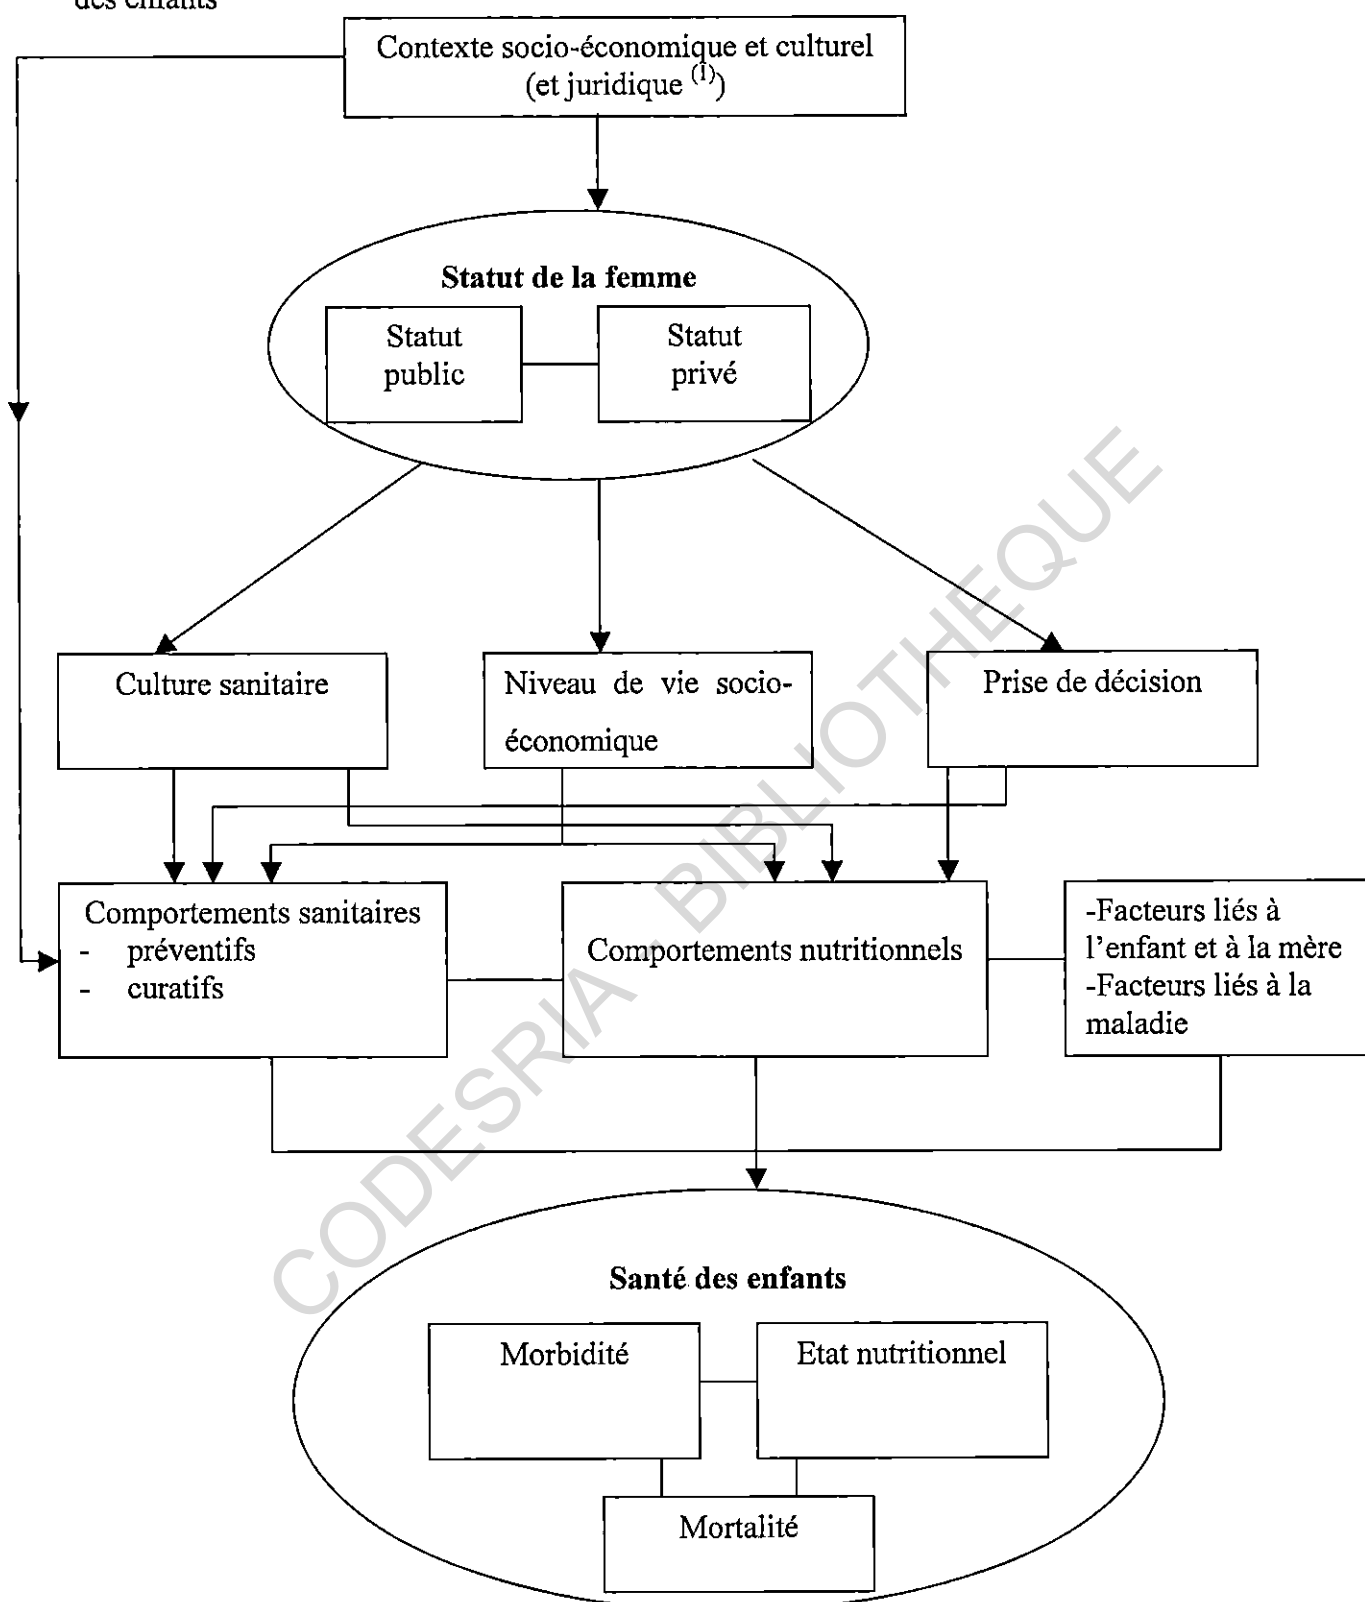 des enfants
Contexte socio-économique et culturel
(et juridique (1))
Statut de la femme
Statut
public
Statut
privé
Culture sanitaire
Niveau de vie socio-
économique
Prise de décision
Comportements sanitaires
- préventifs
- curatifs
Comportements nutritionnels
-Facteurs liés à
l'enfant et à la mère
-Facteurs liés à la
maladie
Santé des enfants
Morbidité
Etat nutritionnel
Mortalité
CODESRIA - BIBLIOTHEQUE